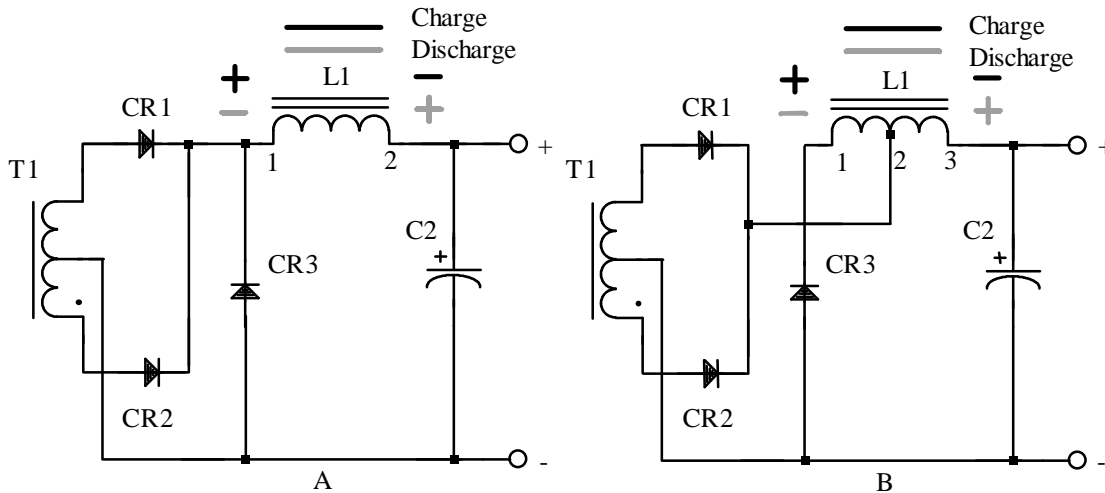 Charge
Discharge
+ -
L1
- +
CR1
1 2
+
T1
C2
+
CR3
CR2
-
A
Charge
Discharge
+ -
L1
- +
CR1
1 2 3
+
T1
C2
+
CR3
CR2
-
B